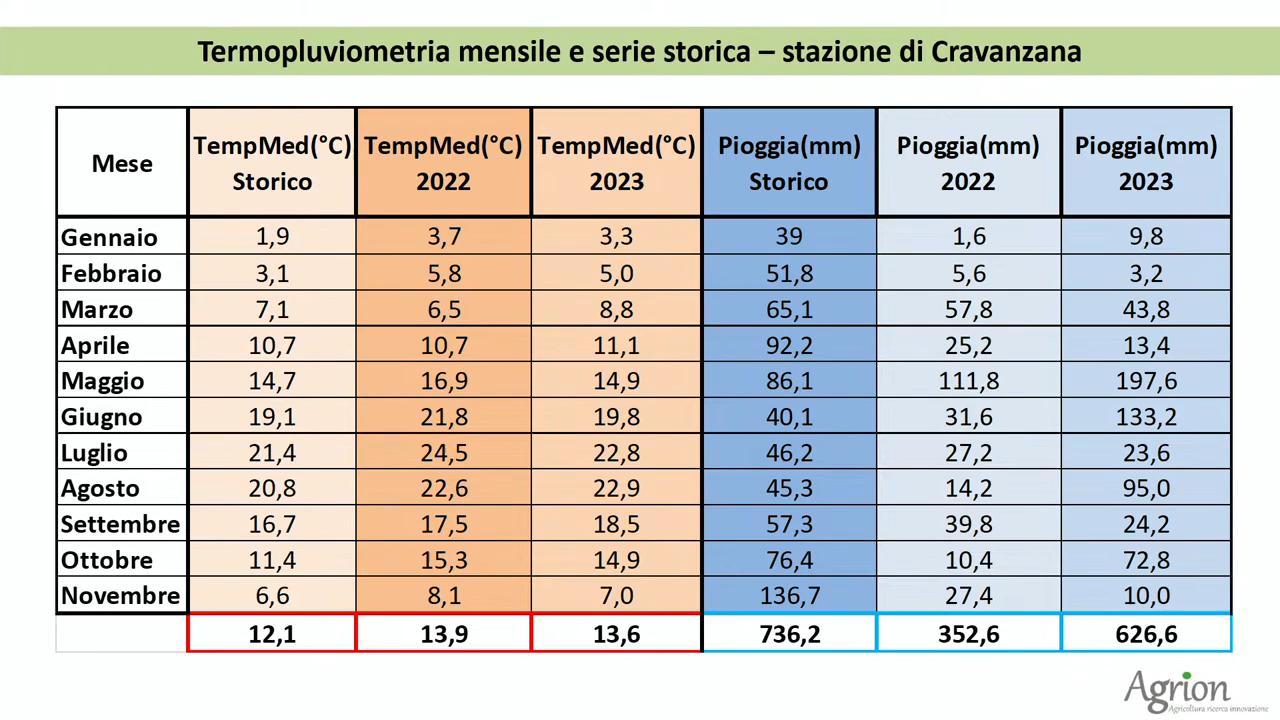 Termopluviometria mensile e serie storica – stazione di Cravanzana
Mese TempMed(°C) Storico TempMed(°C) 2022 TempMed(°C) 2023 Pioggia(mm) Storico Pioggia(mm) 2022 Pioggia(mm) 2023
Gennaio 1,9 3,7 3,3 39 1,6 9,8
Febbraio 3,1 5,8 5,0 51,8 5,6 3,2
Marzo 7,1 6,5 8,8 65,1 57,8 43,8
Aprile 10,7 10,7 11,1 92,2 25,2 13,4
Maggio 14,7 16,9 14,9 86,1 111,8 197,6
Giugno 19,1 21,8 19,8 40,1 31,6 133,2
Luglio 21,4 24,5 22,8 46,2 27,2 23,6
Agosto 20,8 22,6 22,9 45,3 14,2 95,0
Settembre 16,7 17,5 18,5 57,3 39,8 24,2
Ottobre 11,4 15,3 14,9 76,4 10,4 72,8
Novembre 6,6 8,1 7,0 136,7 27,4 10,0
12,1 13,9 13,6 736,2 352,6 626,6
Agrion
Agricoltura ricerca innovazione